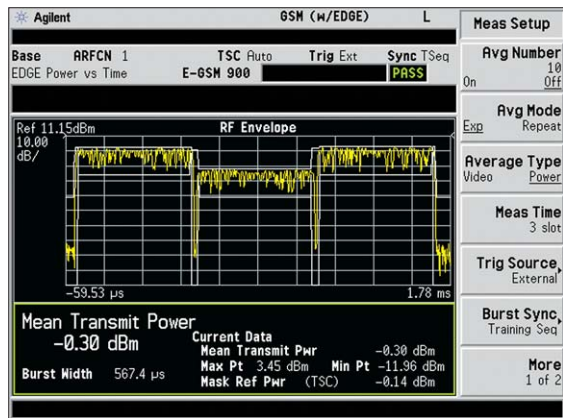 Agilent GSM (w/EDGE) L Meas Setup
Base ARFCN 1 TSC Auto Trig Ext Sync TSeq
EDGE Power vs Time E-GSM 900 PASS
Avg Number
10
On Off
Avg Mode
Exp Repeat
Ref 11.15dBm RF Envelope
10.00
dB/
Average Type
Video Power
Meas Time
3 slot
Trig Source
External
-59.53 µs 1.78 ms
Burst Sync
Training Seq
Mean Transmit Power
-0.30 dBm
Current Data
Mean Transmit Pwr -0.30 dBm
Max Pt 3.45 dBm Min Pt -11.96 dBm
Burst Width 567.4 µs
Mask Ref Pwr (TSC) -0.14 dBm
More
1 of 2